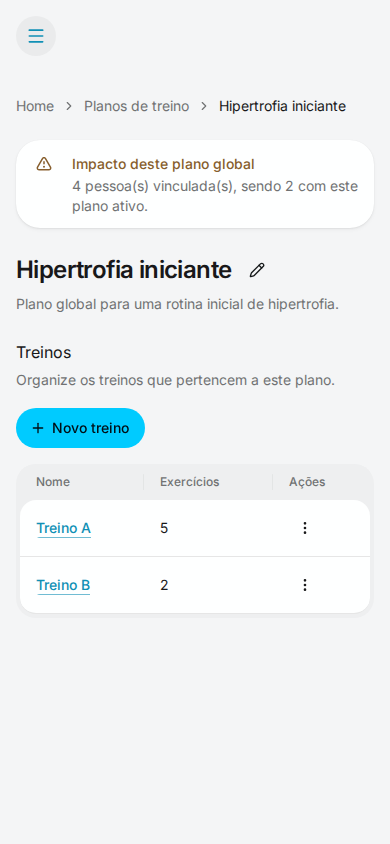 Home > Planos de treino > Hipertrofia iniciante
Impacto deste plano global
4 pessoa(s) vinculada(s), sendo 2 com este
plano ativo.
Hipertrofia iniciante
Plano global para uma rotina inicial de hipertrofia.
Treinos
Organize os treinos que pertencem a este plano.
+ Novo treino
Nome Exercícios Ações
Treino A 5
Treino B 2